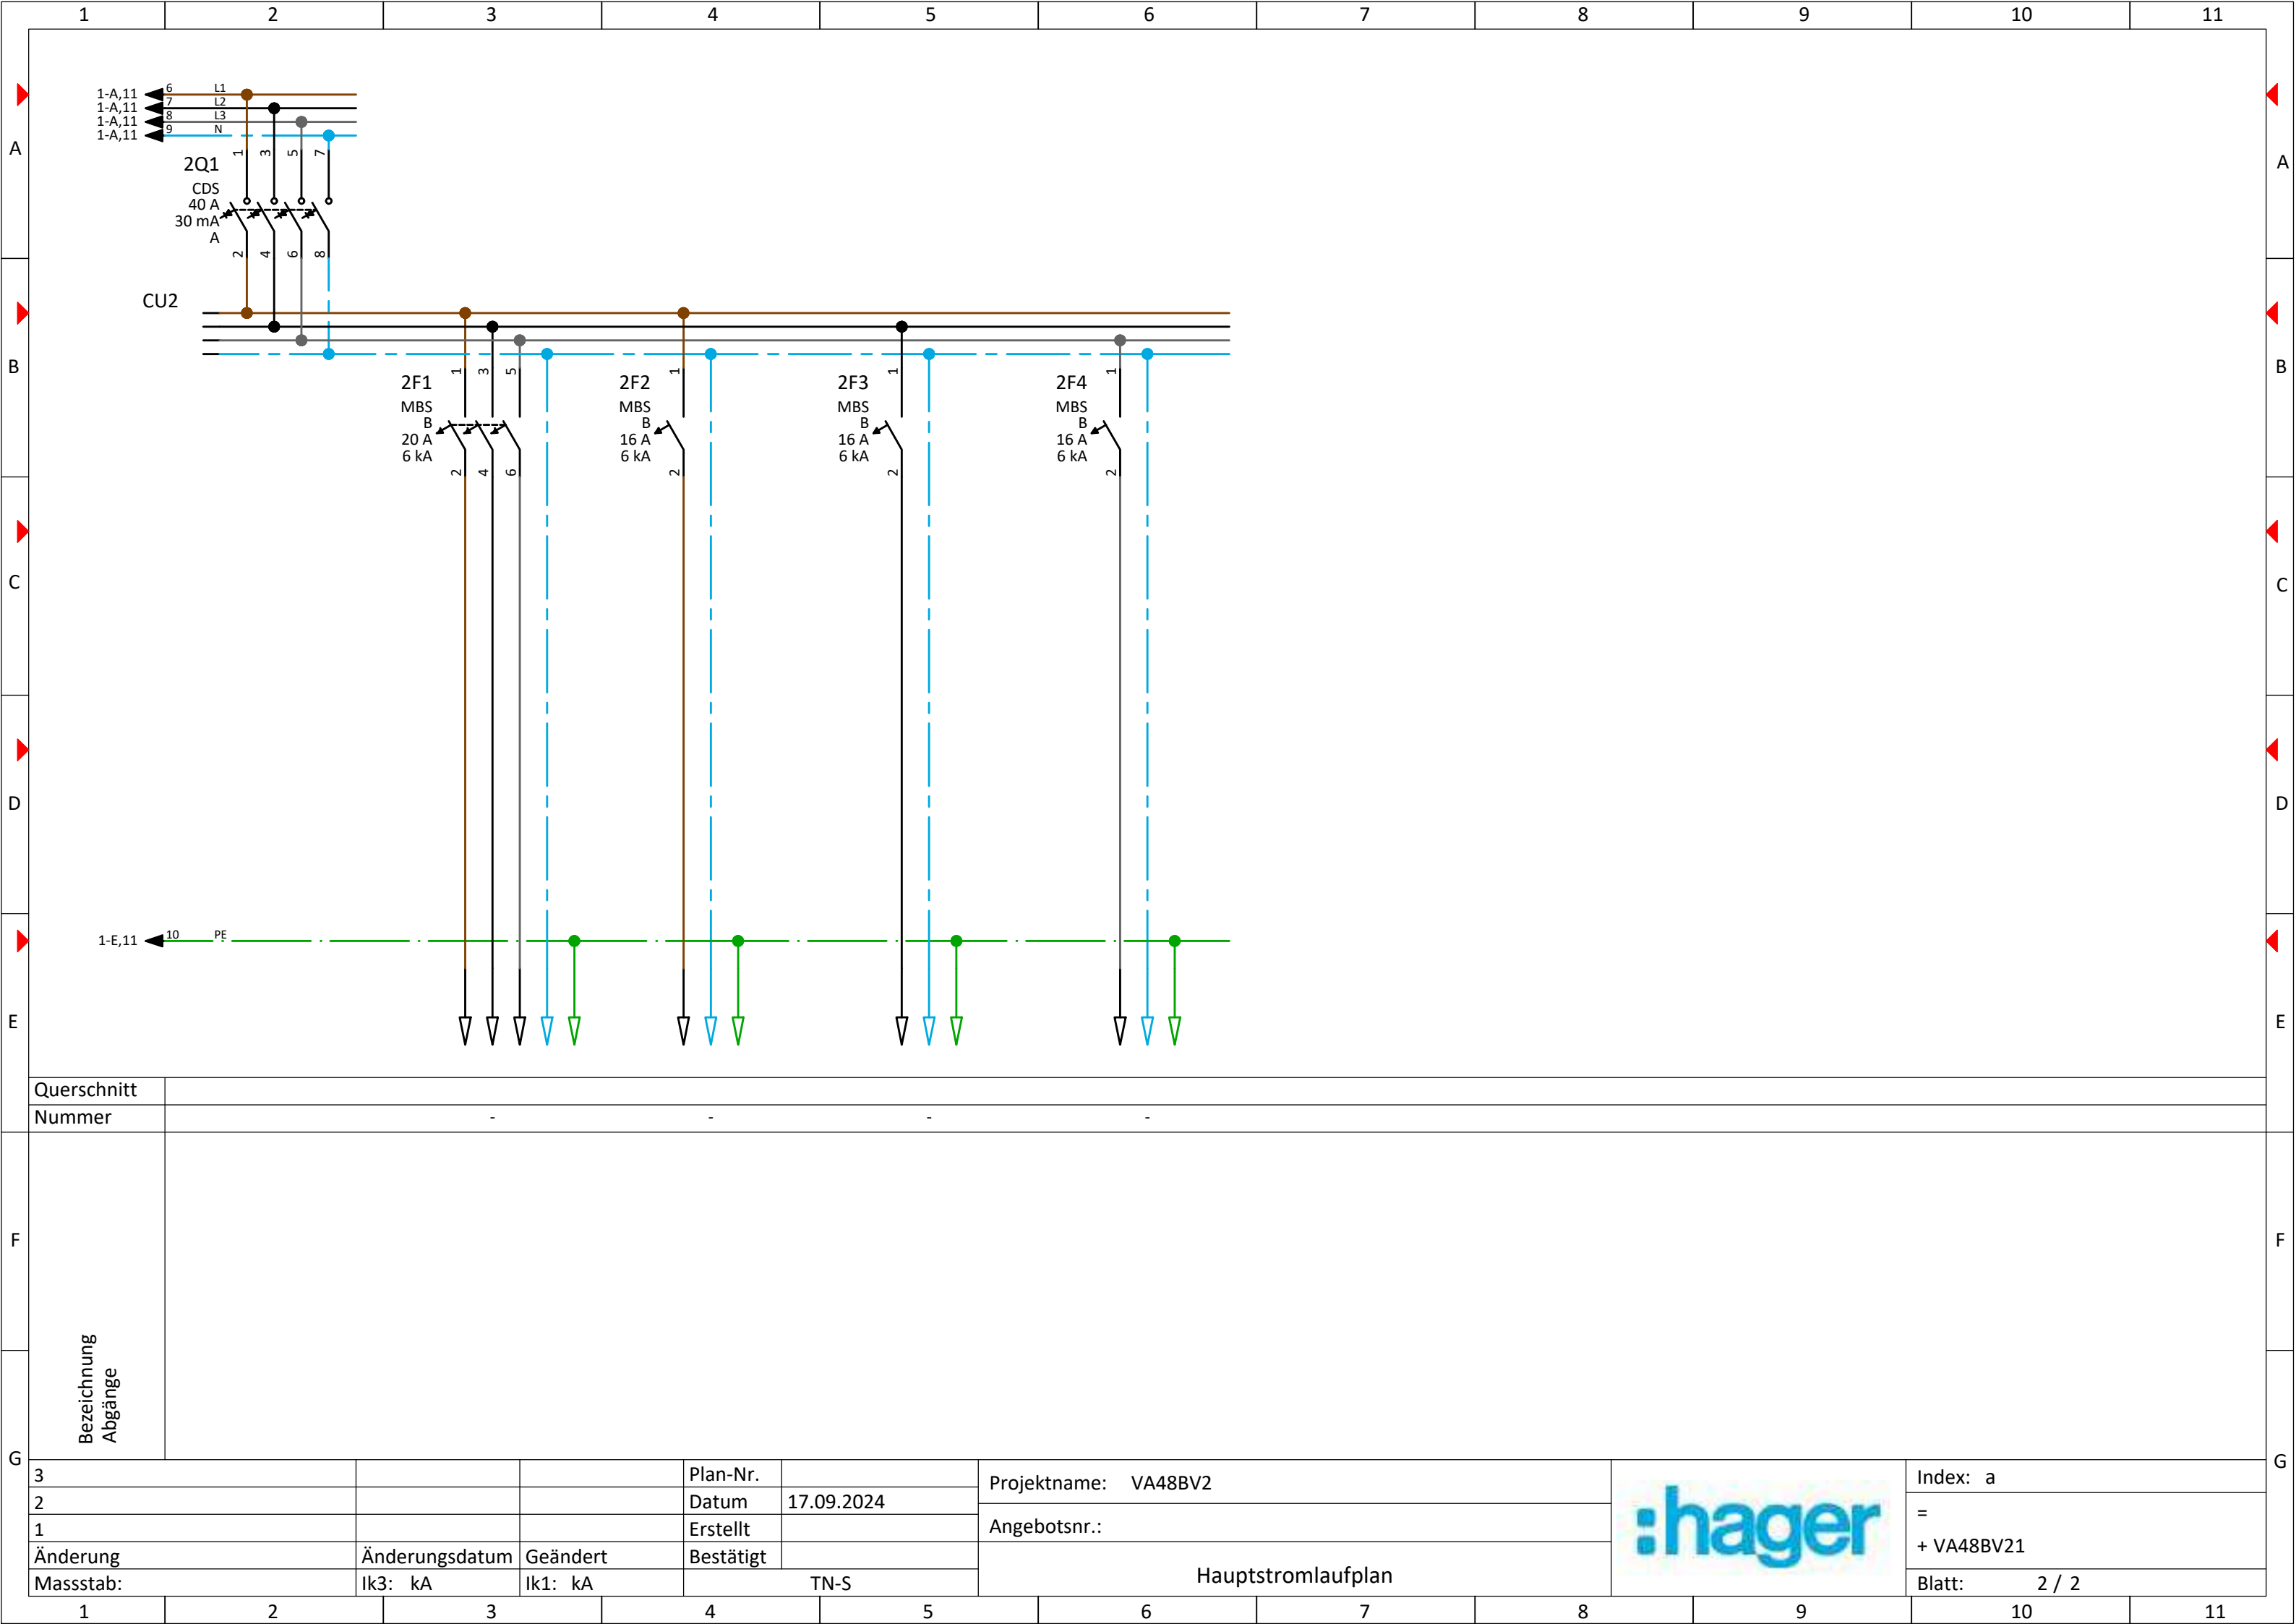 1 2 3 4 5 6 7 8 9 10 11
1-A,11 6 L1
1-A,11 7 L2
1-A,11 8 L3
1-A,11 9 N
A A
1 3 5 7
2Q1
CDS
40 A
30 mA
A
2 4 6 8
CU2
B B
1 3 5 1 1 1
2F1 2F2 2F3 2F4
MBS MBS MBS MBS
B B B B
20 A 16 A 16 A 16 A
6 kA 6 kA 6 kA 6 kA
2 4 6 2 2 2
C C
D D
1-E,11 10 PE
E E
Querschnitt
Nummer - - - -
F F
Bezeichnung
Abgänge
G G
3 Plan-Nr.
2 Datum 17.09.2024
1 Erstellt
Änderung Änderungsdatum Geändert Bestätigt
Massstab: Ik3: kA Ik1: kA TN-S
Projektname: VA48BV2
Angebotsnr.:
Hauptstromlaufplan
:hager
Index: a
=
+ VA48BV21
Blatt: 2 / 2
1 2 3 4 5 6 7 8 9 10 11